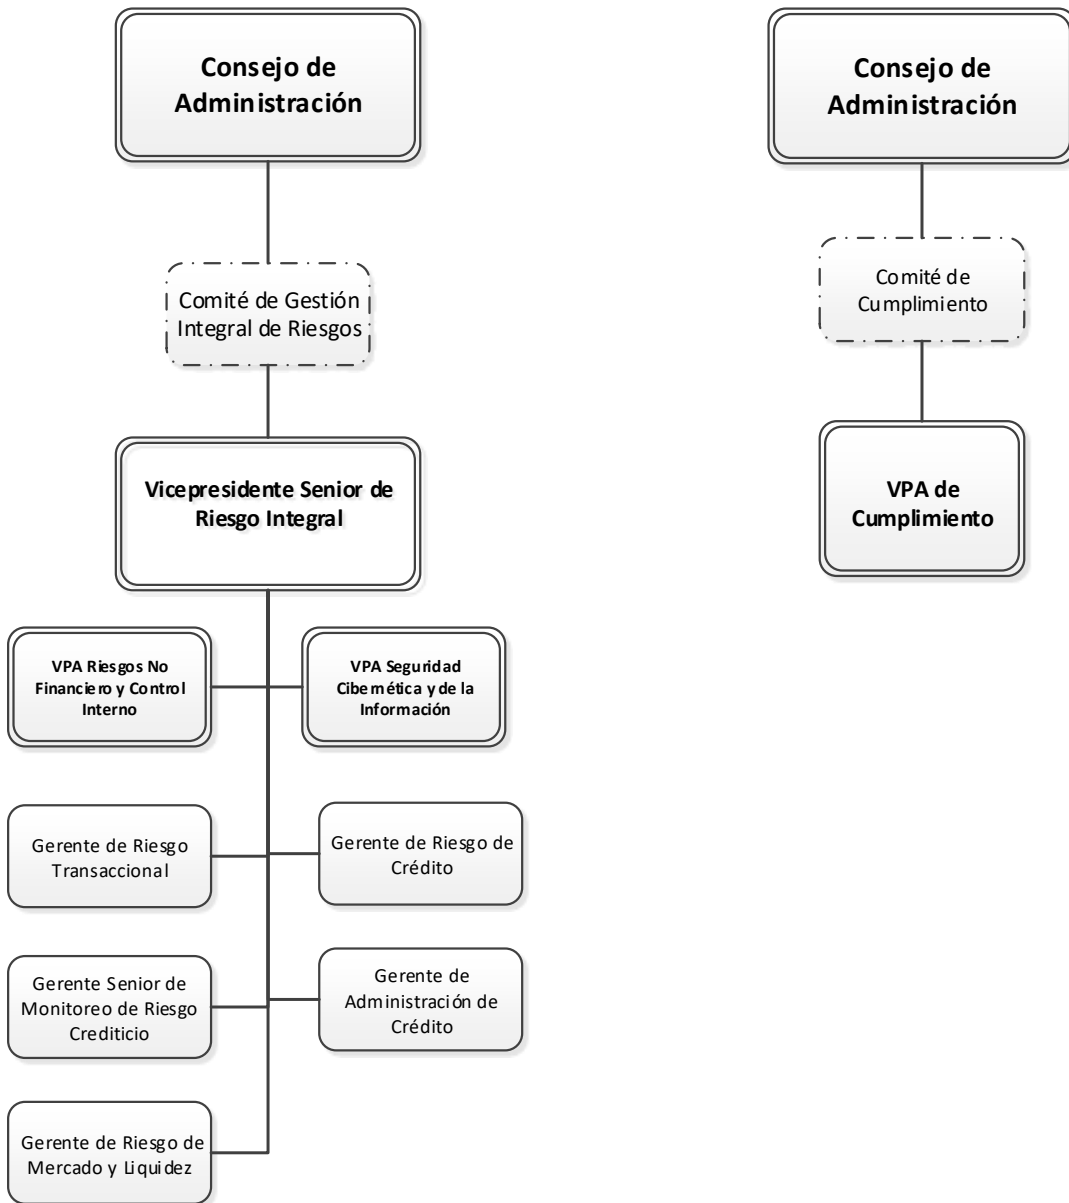 Consejo de
Administración
Comité de Gestión
Integral de Riesgos
Vicepresidente Senior de
Riesgo Integral
VPA Riesgos No
Financiero y Control
Interno
VPA Seguridad
Cibernética y de la
Información
Gerente de Riesgo
Transaccional
Gerente de Riesgo de
Crédito
Gerente Senior de
Monitoreo de Riesgo
Crediticio
Gerente de
Administración de
Crédito
Gerente de Riesgo de
Mercado y Liquidez
Consejo de
Administración
Comité de
Cumplimiento
VPA de
Cumplimiento